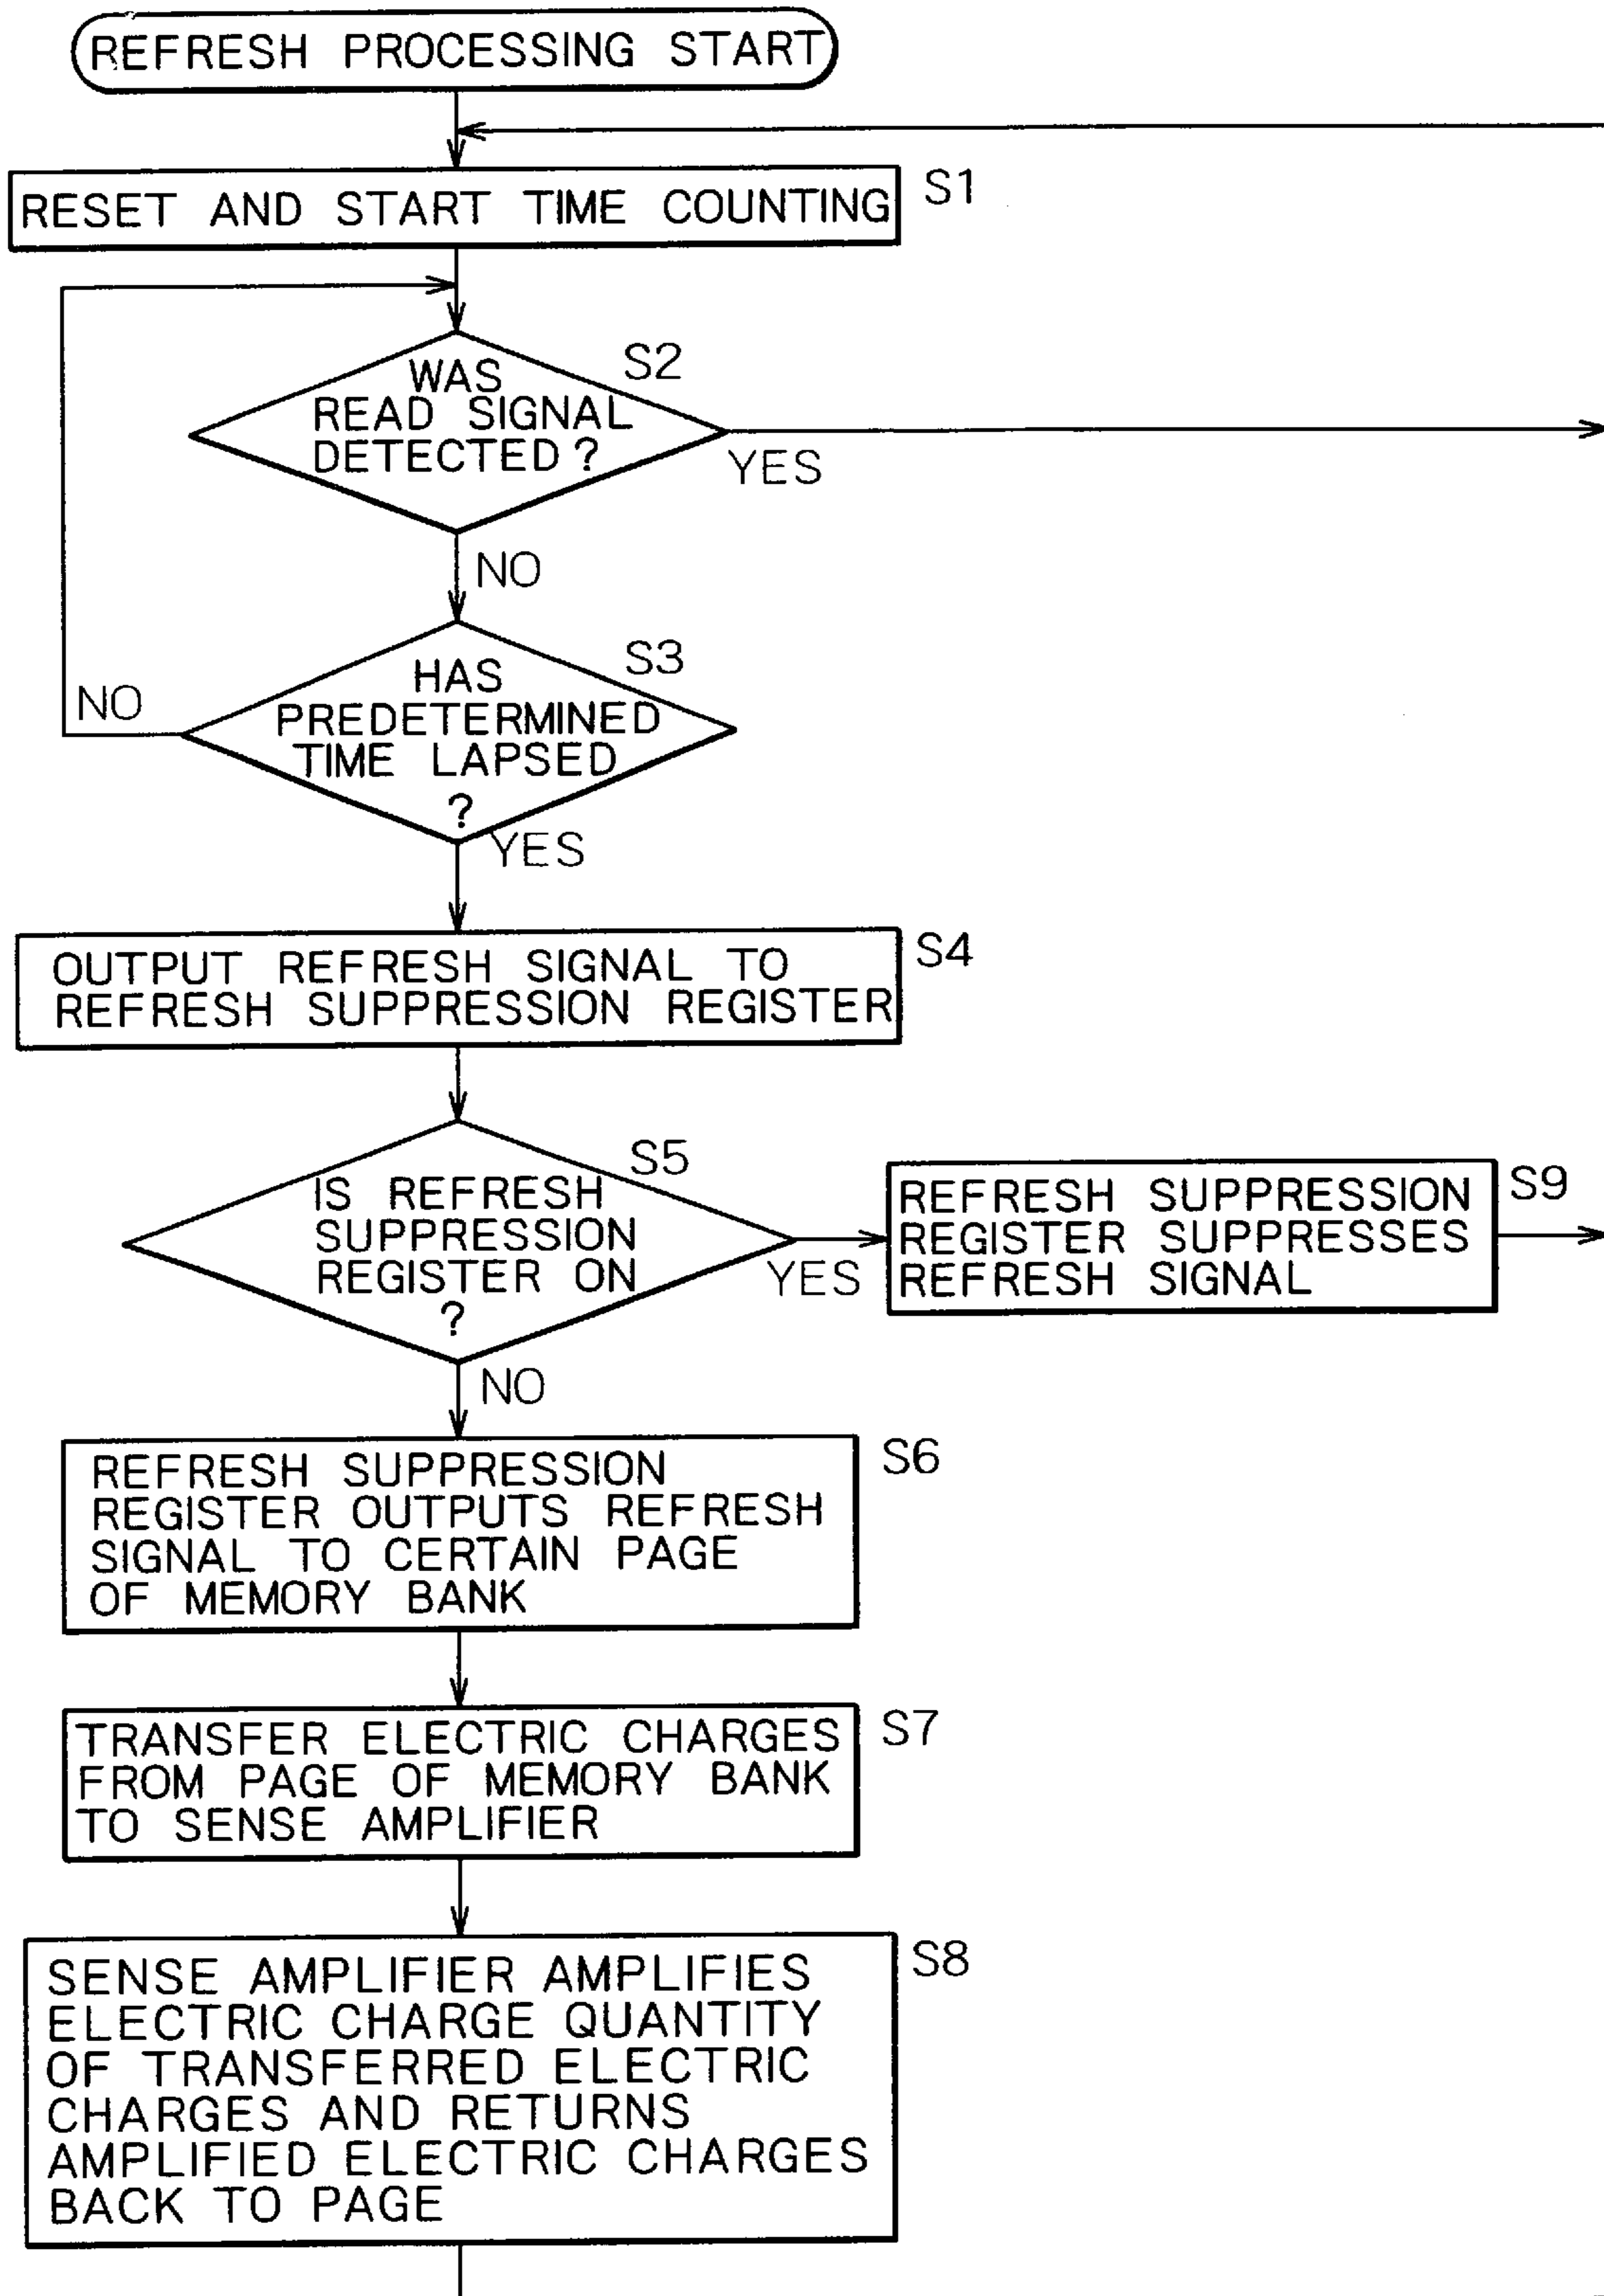 REFRESH PROCESSING START
RESET AND START TIME COUNTING
S1
WAS
READ SIGNAL
DETECTED?
S2
YES
NO
HAS
PREDETERMINED
TIME LAPSED
?
S3
NO
YES
OUTPUT REFRESH SIGNAL TO
REFRESH SUPPRESSION REGISTER
S4
IS REFRESH
SUPPRESSION
REGISTER ON
?
S5
YES
REFRESH SUPPRESSION
REGISTER SUPPRESSES
REFRESH SIGNAL
S9
NO
REFRESH SUPPRESSION
REGISTER OUTPUTS REFRESH
SIGNAL TO CERTAIN PAGE
OF MEMORY BANK
S6
TRANSFER ELECTRIC CHARGES
FROM PAGE OF MEMORY BANK
TO SENSE AMPLIFIER
S7
SENSE AMPLIFIER AMPLIFIES
ELECTRIC CHARGE QUANTITY
OF TRANSFERRED ELECTRIC
CHARGES AND RETURNS
AMPLIFIED ELECTRIC CHARGES
BACK TO PAGE
S8